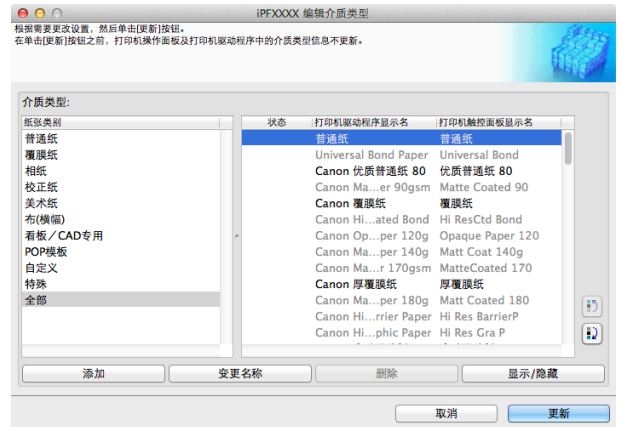 iPFXXXX 编辑介质类型
根据需要更改设置，然后单击[更新]按钮。
在单击[更新]按钮之前，打印机操作面板及打印机驱动程序中的介质类型信息不更新。
介质类型:
纸张类别
普通纸
覆膜纸
相纸
校正纸
美术纸
布(横幅)
看板／CAD专用
POP模板
自定义
特殊
全部
状态 打印机驱动程序显示名 打印机触控面板显示名
普通纸 普通纸
Universal Bond Paper Universal Bond
Canon 优质普通纸 80 优质普通纸 80
Canon Ma…er 90gsm Matte Coated 90
Canon 覆膜纸 覆膜纸
Canon Hi…ated Bond Hi ResCtd Bond
Canon Op…per 120g Opaque Paper 120
Canon Ma…per 140g Matt Coat 140g
Canon Ma…r 170gsm MatteCoated 170
Canon 厚覆膜纸 厚覆膜纸
Canon Ma…per 180g Matt Coated 180
Canon Hi…rrier Paper Hi Res BarrierP
Canon Hi…phic Paper Hi Res Gra P
添加 变更名称 删除 显示/隐藏
取消 更新